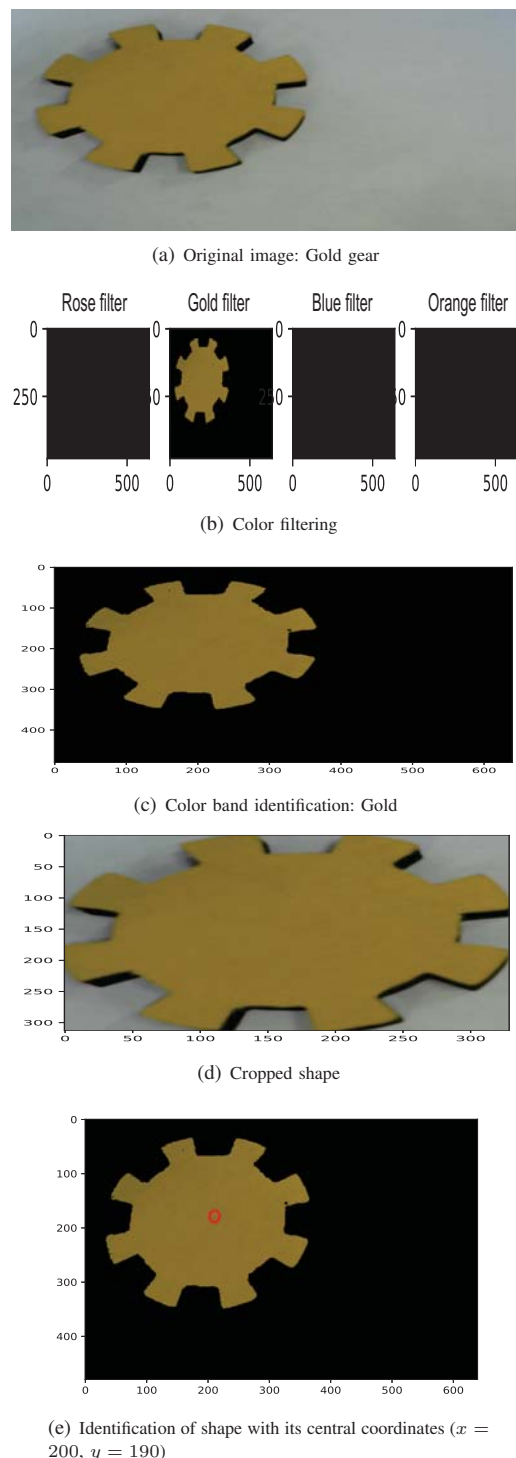 (a) Original image: Gold gear
Rose filter Gold filter Blue filter Orange filter
0 0 0 0
250 50 250 50
0 500 0 500 0 500 0 500
(b) Color filtering
0
100
200
300
400
0 100 200 300 400 500 600
(c) Color band identification: Gold
0
50
100
150
200
250
300
0 50 100 150 200 250 300
(d) Cropped shape
0
100
200
300
400
0 100 200 300 400 500 600
(e) Identification of shape with its central coordinates (x =
200, y = 190)